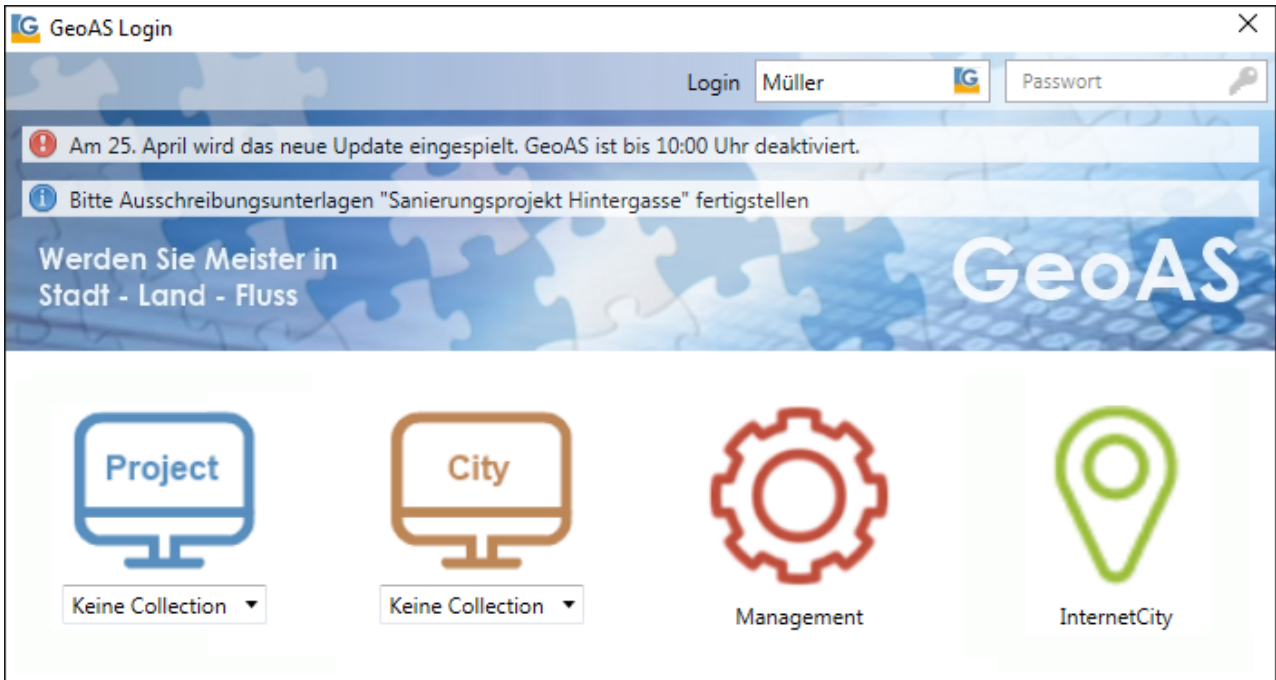 GeoAS Login
Login Müller Passwort
Am 25. April wird das neue Update eingespielt. GeoAS ist bis 10:00 Uhr deaktiviert.
Bitte Ausschreibungsunterlagen "Sanierungsprojekt Hintergasse" fertigstellen
Werden Sie Meister in
Stadt - Land - Fluss
GeoAS
Project City
Keine Collection Keine Collection Management InternetCity